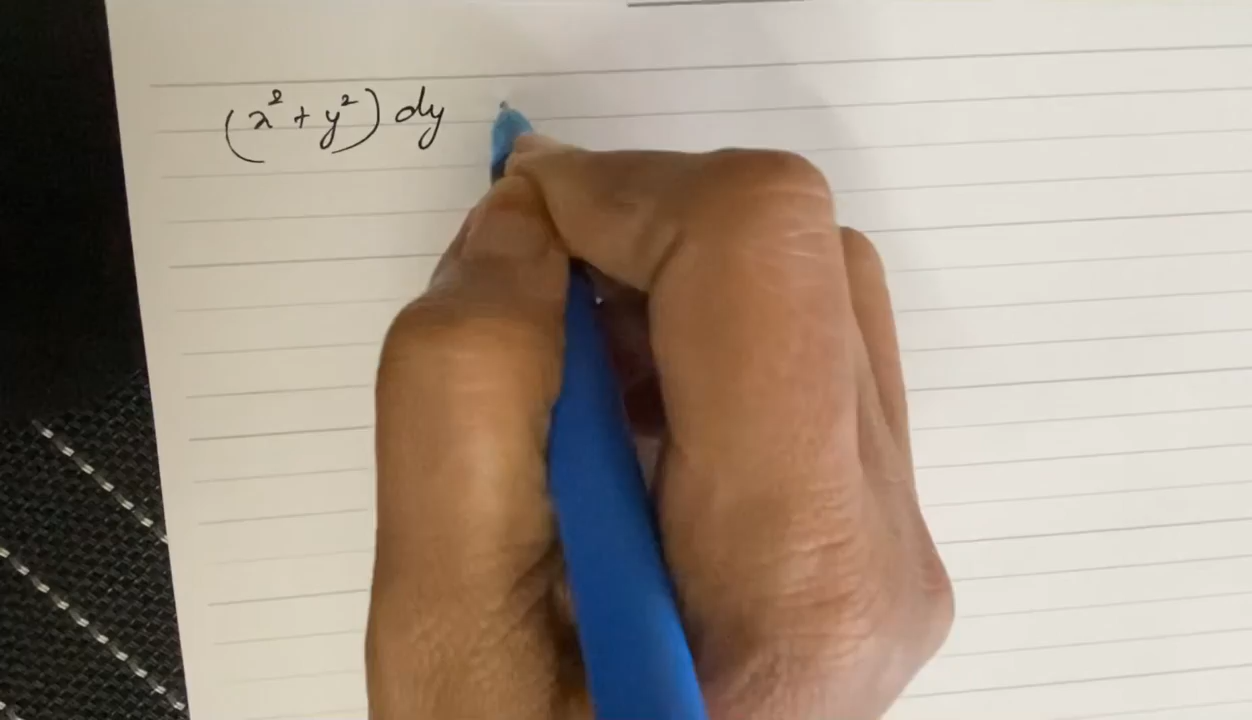 (x² + y²) dy